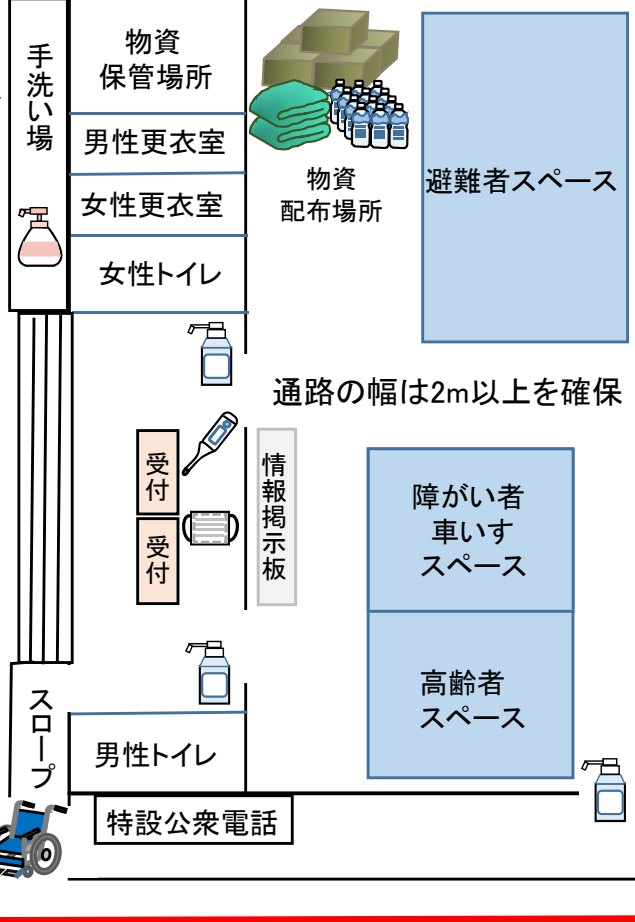 手洗い場
物資
保管場所
男性更衣室
女性更衣室
女性トイレ
物資
配布場所
避難者スペース
通路の幅は2m以上を確保
受付
受付
情報掲示板
障がい者
車いす
スペース
高齢者
スペース
スロープ
男性トイレ
特設公衆電話